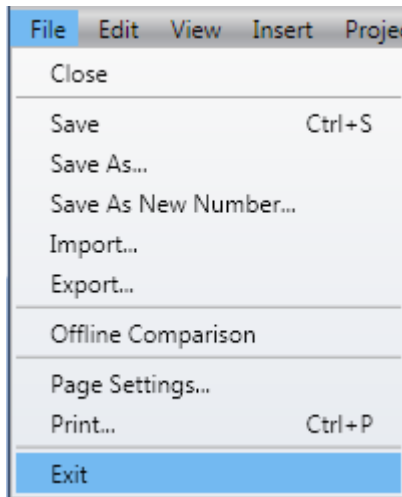 File Edit View Insert Proje
Close
Save Ctrl+S
Save As...
Save As New Number...
Import...
Export...
Offline Comparison
Page Settings...
Print... Ctrl+P
Exit